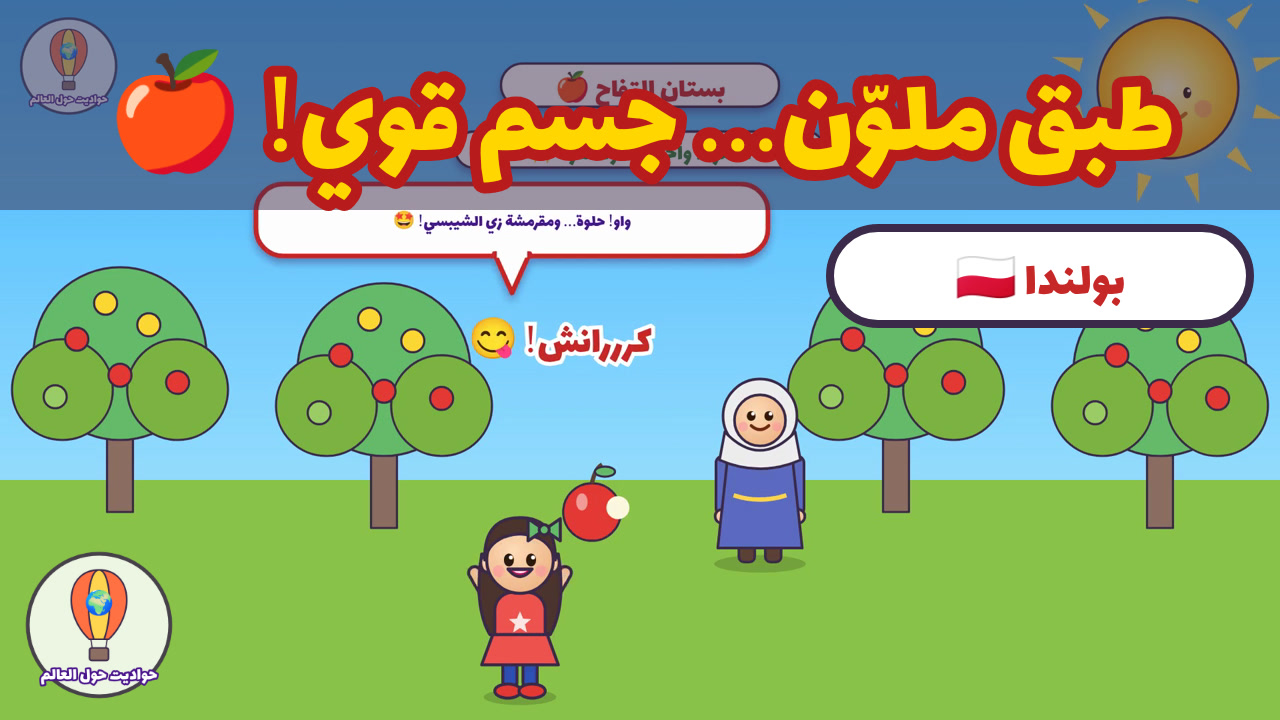 حواديت حول العالم
بستان التفاح 🍎
طبق ملوّن... جسم قوي! 🍎
واو! حلوة... ومقرمشة زي الشيبسي! 🤩
بولندا 🇵🇱
كرررانش! 😋
حواديت حول العالم